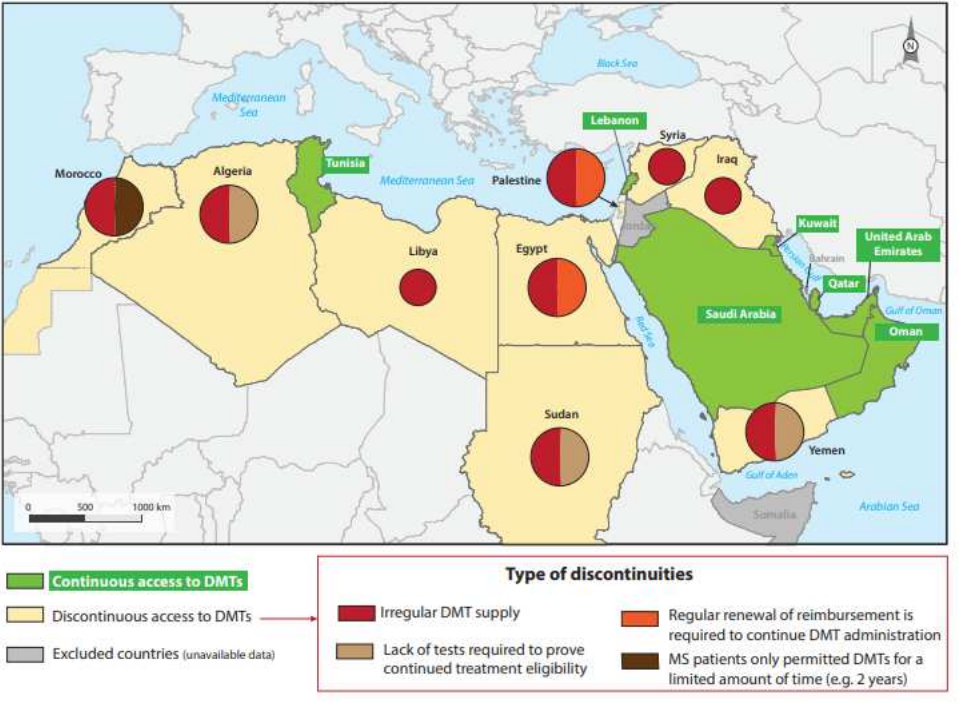 N
Black Sea
Mediterranean
Sea
Lebanon
Syria
Iraq
Morocco
Algeria
Tunisia
Mediterranean Sea
Palestine
Kuwait
United Arab
Emirates
Libya
Egypt
Bahrain
Persian Gulf
Qatar
Saudi Arabia
Gulf of Oman
Red Sea
Oman
Sudan
Yemen
Gulf of Aden
Arabian Sea
Somalia
0 500 1000 km
Continuous access to DMTs
Discontinuous access to DMTs
Excluded countries (unavailable data)
Type of discontinuities
Irregular DMT supply
Lack of tests required to prove
continued treatment eligibility
Regular renewal of reimbursement is
required to continue DMT administration
MS patients only permitted DMTs for a
limited amount of time (e.g. 2 years)